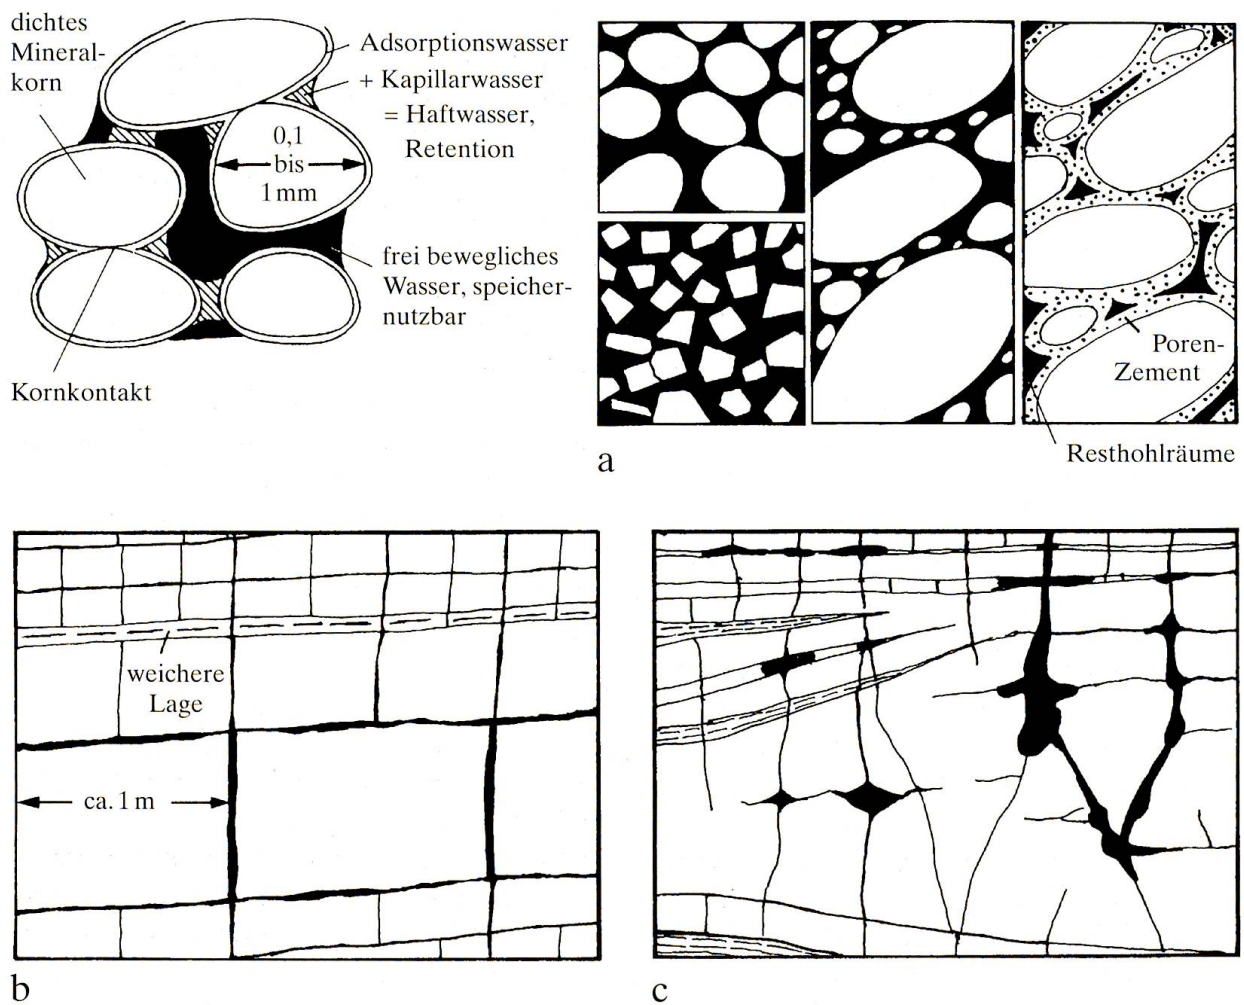 dichtes
Mineral-
korn
Adsorptionswasser
+ Kapillarwasser
= Haftwasser,
Retention
0,1
bis
1 mm
frei bewegliches
Wasser, speicher-
nutzbar
Kornkontakt
Poren-
Zement
Resthohlräume
a
weichere
Lage
ca. 1 m
b
c